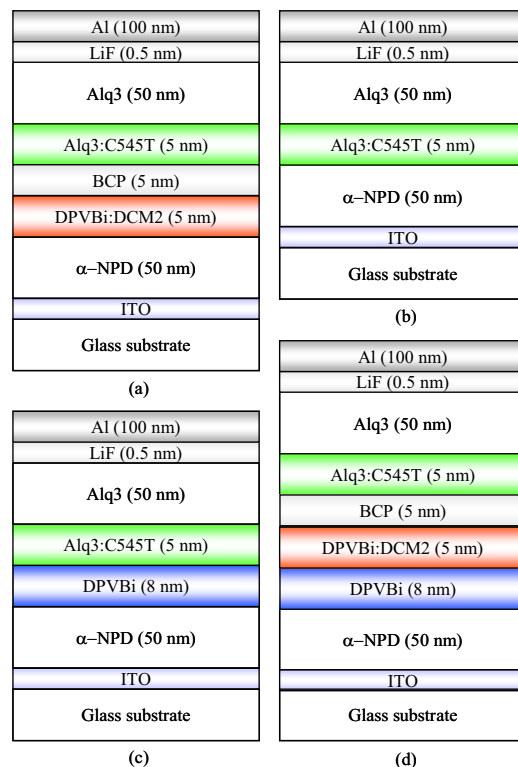 Al (100 nm)
LiF (0.5 nm)
Alq3 (50 nm)
Alq3:C545T (5 nm)
BCP (5 nm)
DPVBi:DCM2 (5 nm)
α−NPD (50 nm)
ITO
Glass substrate
(a)
Al (100 nm)
LiF (0.5 nm)
Alq3 (50 nm)
Alq3:C545T (5 nm)
α−NPD (50 nm)
ITO
Glass substrate
(b)
Al (100 nm)
LiF (0.5 nm)
Alq3 (50 nm)
Alq3:C545T (5 nm)
DPVBi (8 nm)
α−NPD (50 nm)
ITO
Glass substrate
(c)
Al (100 nm)
LiF (0.5 nm)
Alq3 (50 nm)
Alq3:C545T (5 nm)
BCP (5 nm)
DPVBi:DCM2 (5 nm)
DPVBi (8 nm)
α−NPD (50 nm)
ITO
Glass substrate
(d)